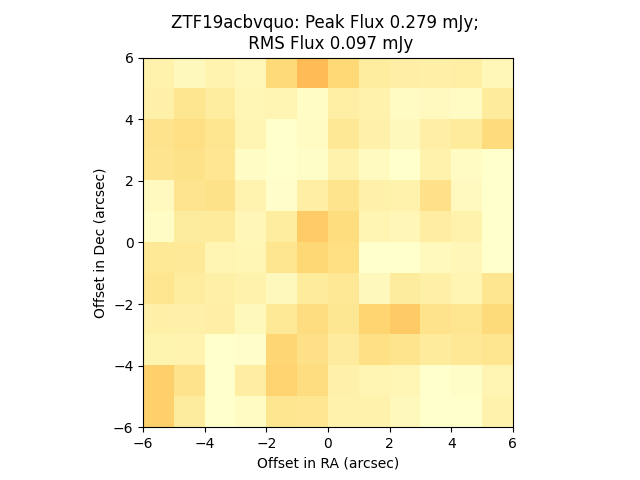 ZTF19acbvquo: Peak Flux 0.279 mJy;
RMS Flux 0.097 mJy
6
4
2
0
−2
−4
−6
Offset in Dec (arcsec)
−6 −4 −2 0 2 4 6
Offset in RA (arcsec)